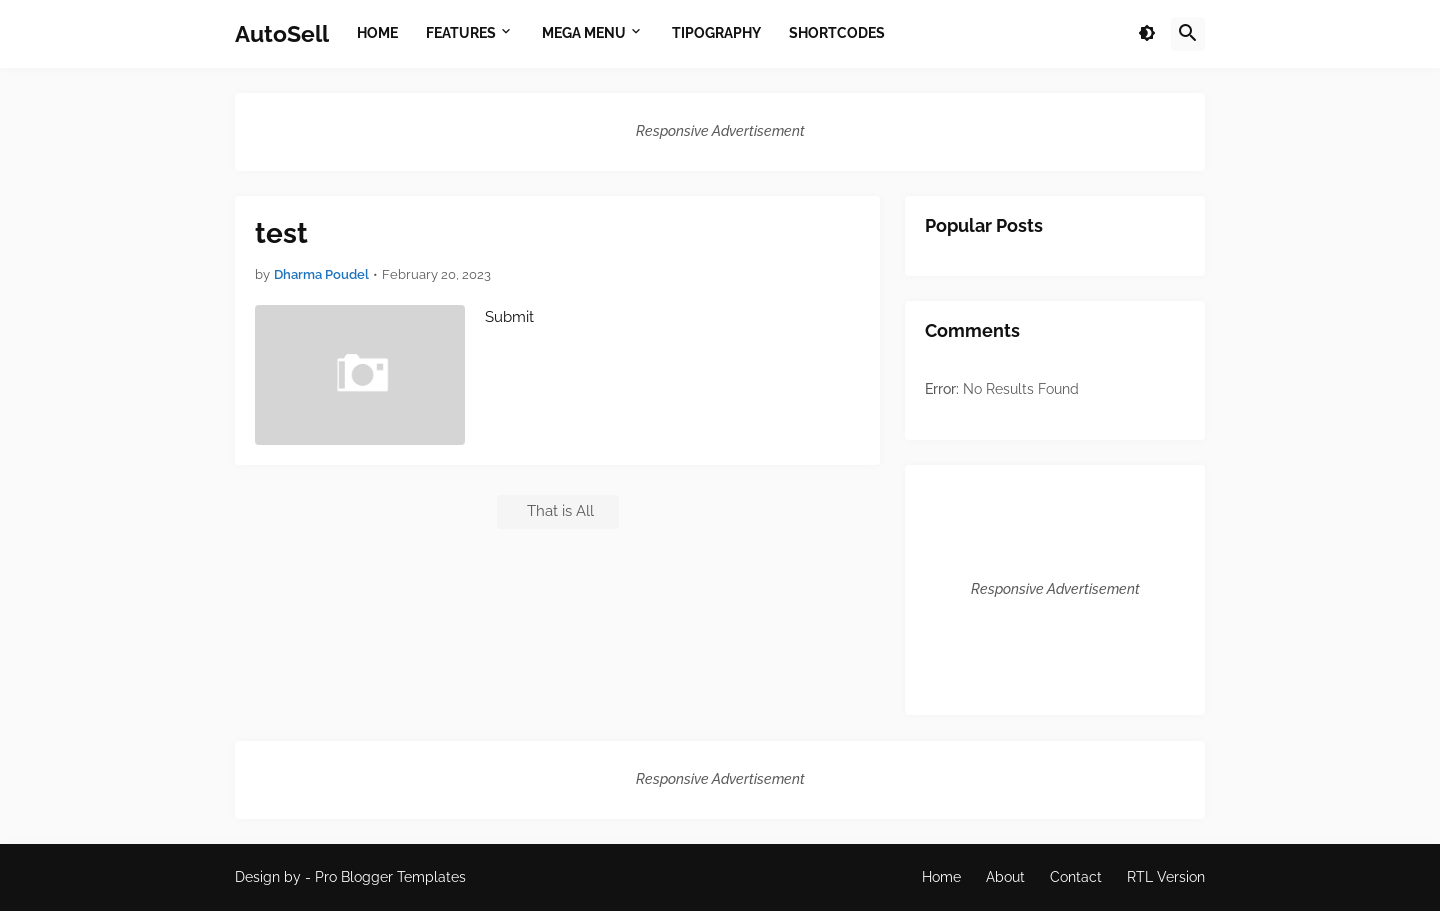 AutoSell
HOME
FEATURES
MEGA MENU
TIPOGRAPHY
SHORTCODES
Responsive Advertisement
test
by Dharma Poudel • February 20, 2023
Submit
That is All
Popular Posts
Comments
Error: No Results Found
Responsive Advertisement
Responsive Advertisement
Design by - Pro Blogger Templates
Home
About
Contact
RTL Version